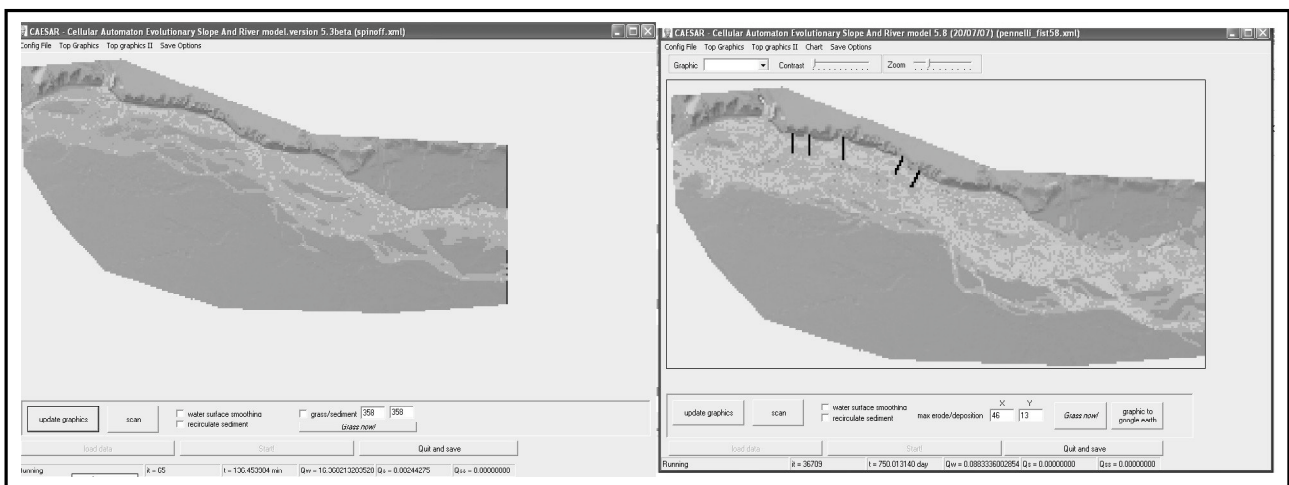 CAESAR - Cellular Automaton Evolutionary Slope And River model. version 5.3beta (spinoff.xml)
Config File Top Graphics Top graphics II Save Options
update graphics scan
water surface smoothing
recirculate sediment
grass/sediment 358 358
Grass now!
load data Start! Quit and save
Running it = 65 t = 136.453904 min Qw = 16.360213203520 Qs = 0.00244275 Qss = 0.00000000
CAESAR - Cellular Automaton Evolutionary Slope And River model 5.8 (20/07/07) (pennelli_fist58.xml)
Config File Top Graphics Top graphics II Chart Save Options
Graphic Contrast Zoom
update graphics scan
water surface smoothing
recirculate sediment
max erode/deposition
X Y
46 13
Grass now!
graphic to
google earth
load data Start! Quit and save
Running it = 36709 t = 750.013140 day Qw = 0.0883336002854 Qs = 0.00000000 Qss = 0.00000000